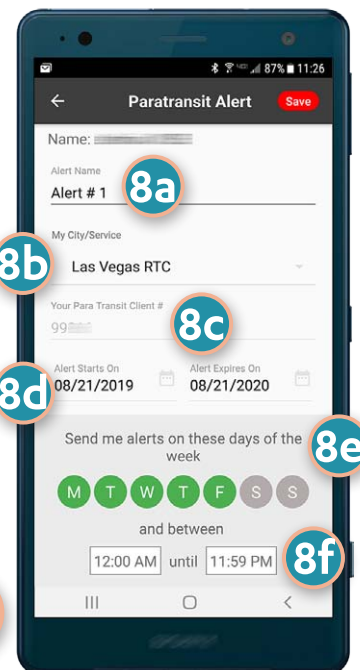 87% 11:26
Paratransit Alert Save
Name:
Alert Name
Alert # 1
8a
My City/Service
8b
Las Vegas RTC
Your Para Transit Client #
99
8c
8d
Alert Starts On Alert Expires On
08/21/2019 08/21/2020
Send me alerts on these days of the
week
8e
M T W T F S S
and between
12:00 AM until 11:59 PM
8f